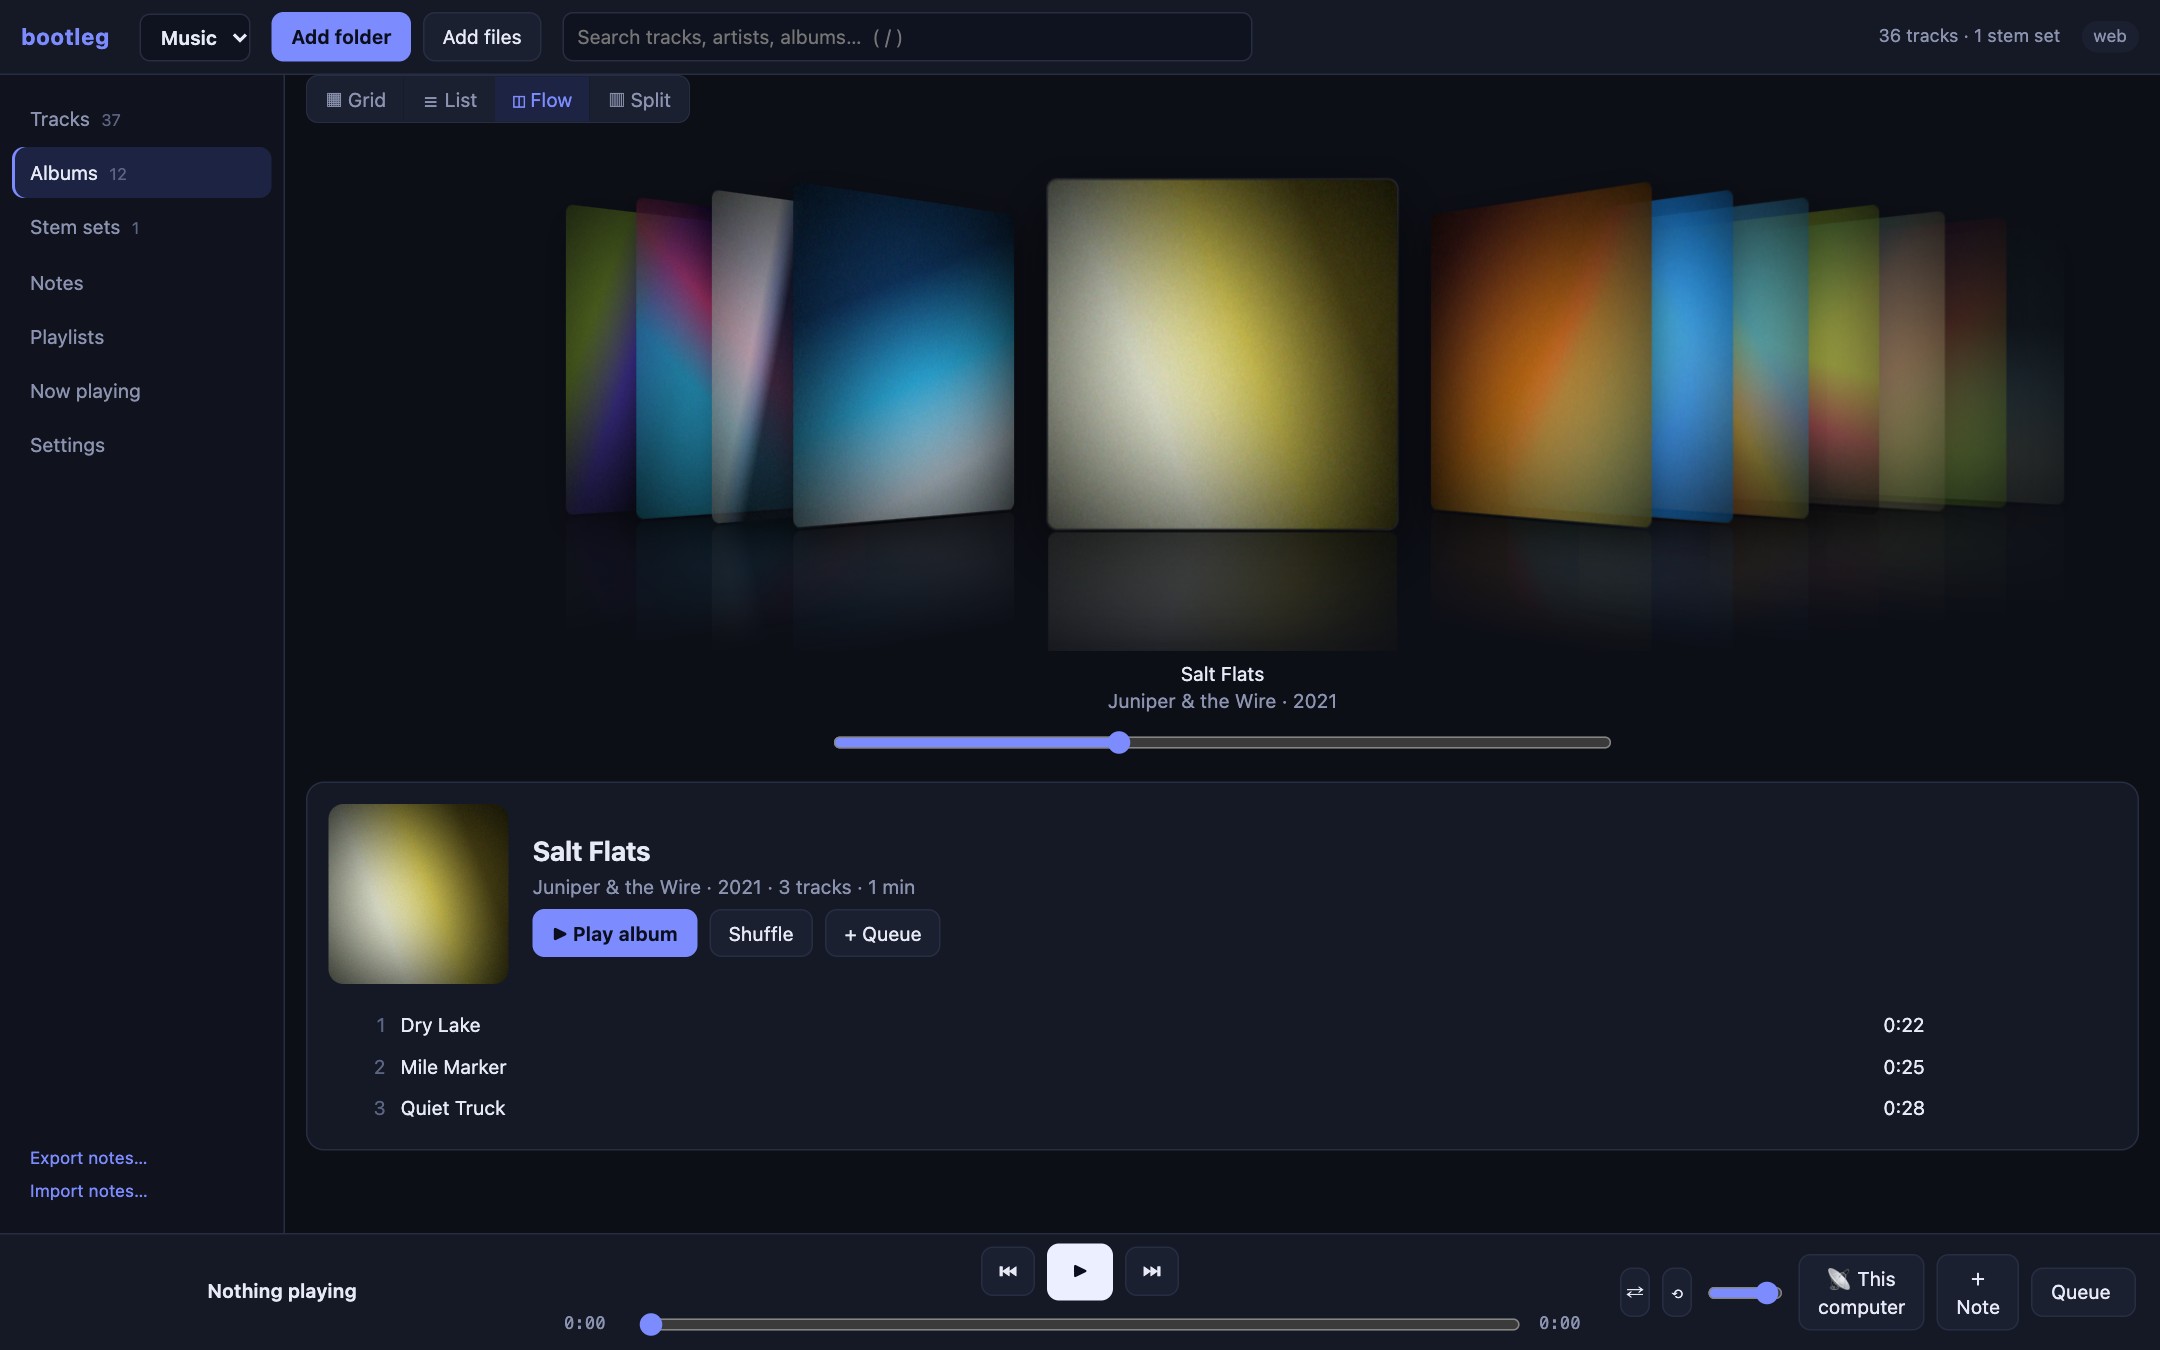 bootleg
Music
Add folder
Add files
Search tracks, artists, albums... ( / )
36 tracks · 1 stem set
web
Grid
List
Flow
Split
Tracks 37
Albums 12
Stem sets 1
Notes
Playlists
Now playing
Settings
Export notes...
Import notes...
Salt Flats
Juniper & the Wire · 2021
Salt Flats
Juniper & the Wire · 2021 · 3 tracks · 1 min
Play album
Shuffle
+ Queue
1 Dry Lake 0:22
2 Mile Marker 0:25
3 Quiet Truck 0:28
Nothing playing
0:00
0:00
This
computer
+
Note
Queue